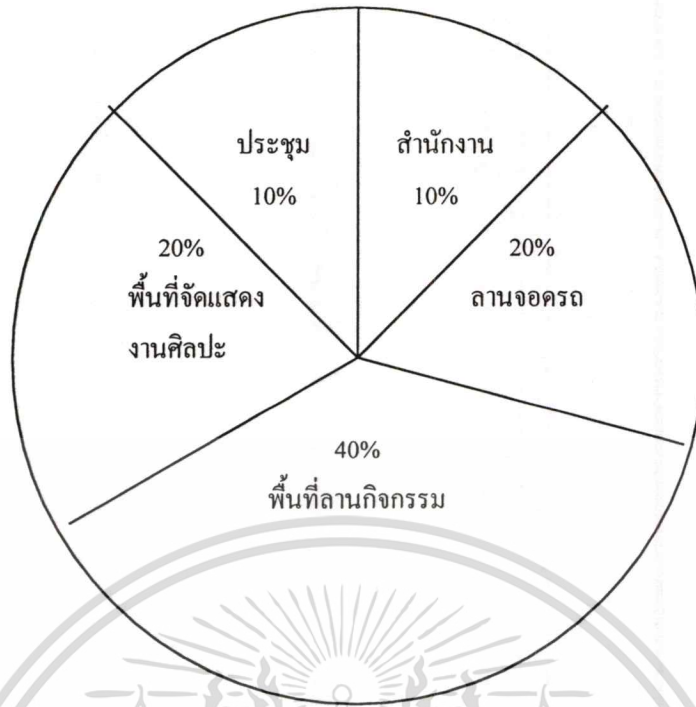 ประชุม
10%
สำนักงาน
10%
20%
พื้นที่จัดแสดง
งานศิลปะ
20%
ลานจอดรถ
40%
พื้นที่ลานกิจกรรม